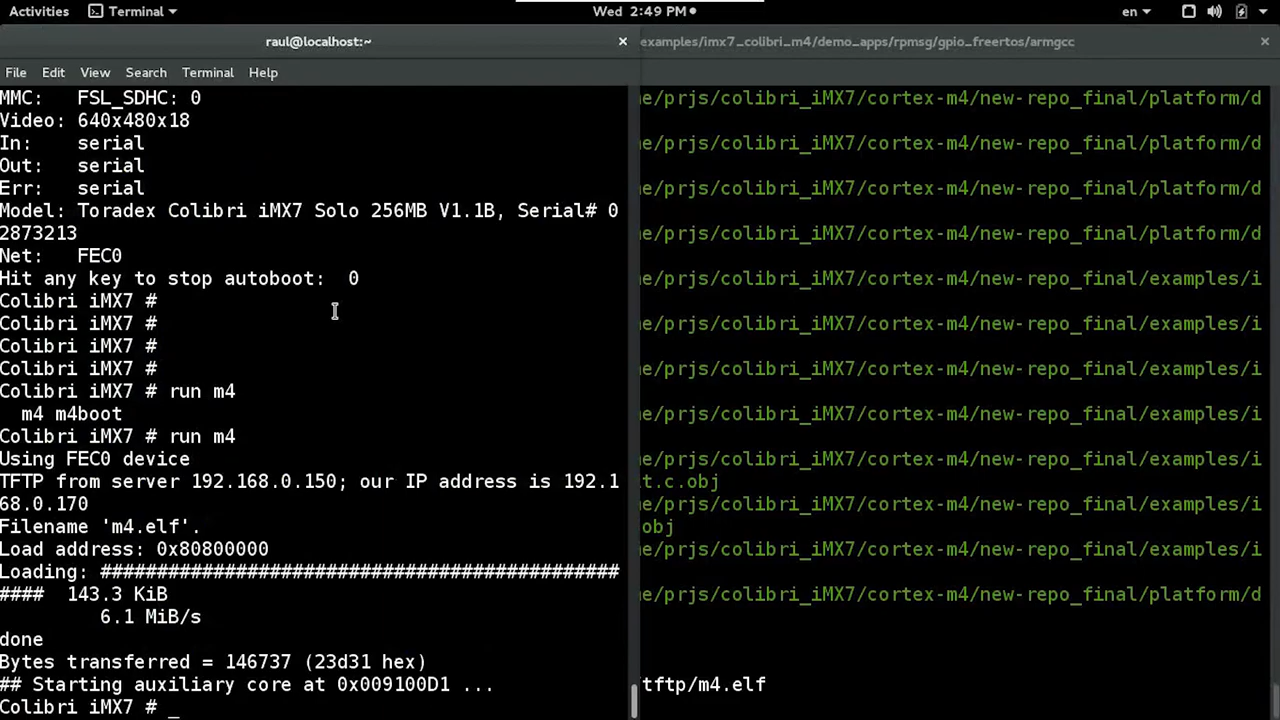 Activities Terminal Wed 2:49 PM en
raul@localhost:~
examples/imx7_colibri_m4/demo_apps/rpmsg/gpio_freertos/armgcc
File Edit View Search Terminal Help
MMC:   FSL_SDHC: 0
Video: 640x480x18
In:    serial
Out:   serial
Err:   serial
Model: Toradex Colibri iMX7 Solo 256MB V1.1B, Serial# 0
2873213
Net:   FEC0
Hit any key to stop autoboot:  0
Colibri iMX7 #
Colibri iMX7 #
Colibri iMX7 #
Colibri iMX7 #
Colibri iMX7 # run m4
  m4 m4boot
Colibri iMX7 # run m4
Using FEC0 device
TFTP from server 192.168.0.150; our IP address is 192.1
68.0.170
Filename 'm4.elf'.
Load address: 0x80800000
Loading: ##############################################
####  143.3 KiB
         6.1 MiB/s
done
Bytes transferred = 146737 (23d31 hex)
## Starting auxiliary core at 0x009100D1 ...
Colibri iMX7 # _
e/prjs/colibri_iMX7/cortex-m4/new-repo_final/platform/d
e/prjs/colibri_iMX7/cortex-m4/new-repo_final/platform/d
e/prjs/colibri_iMX7/cortex-m4/new-repo_final/platform/d
e/prjs/colibri_iMX7/cortex-m4/new-repo_final/platform/d
e/prjs/colibri_iMX7/cortex-m4/new-repo_final/examples/i
e/prjs/colibri_iMX7/cortex-m4/new-repo_final/examples/i
e/prjs/colibri_iMX7/cortex-m4/new-repo_final/examples/i
e/prjs/colibri_iMX7/cortex-m4/new-repo_final/examples/i
e/prjs/colibri_iMX7/cortex-m4/new-repo_final/examples/i
t.c.obj
e/prjs/colibri_iMX7/cortex-m4/new-repo_final/examples/i
obj
e/prjs/colibri_iMX7/cortex-m4/new-repo_final/examples/i
e/prjs/colibri_iMX7/cortex-m4/new-repo_final/platform/d
tftp/m4.elf